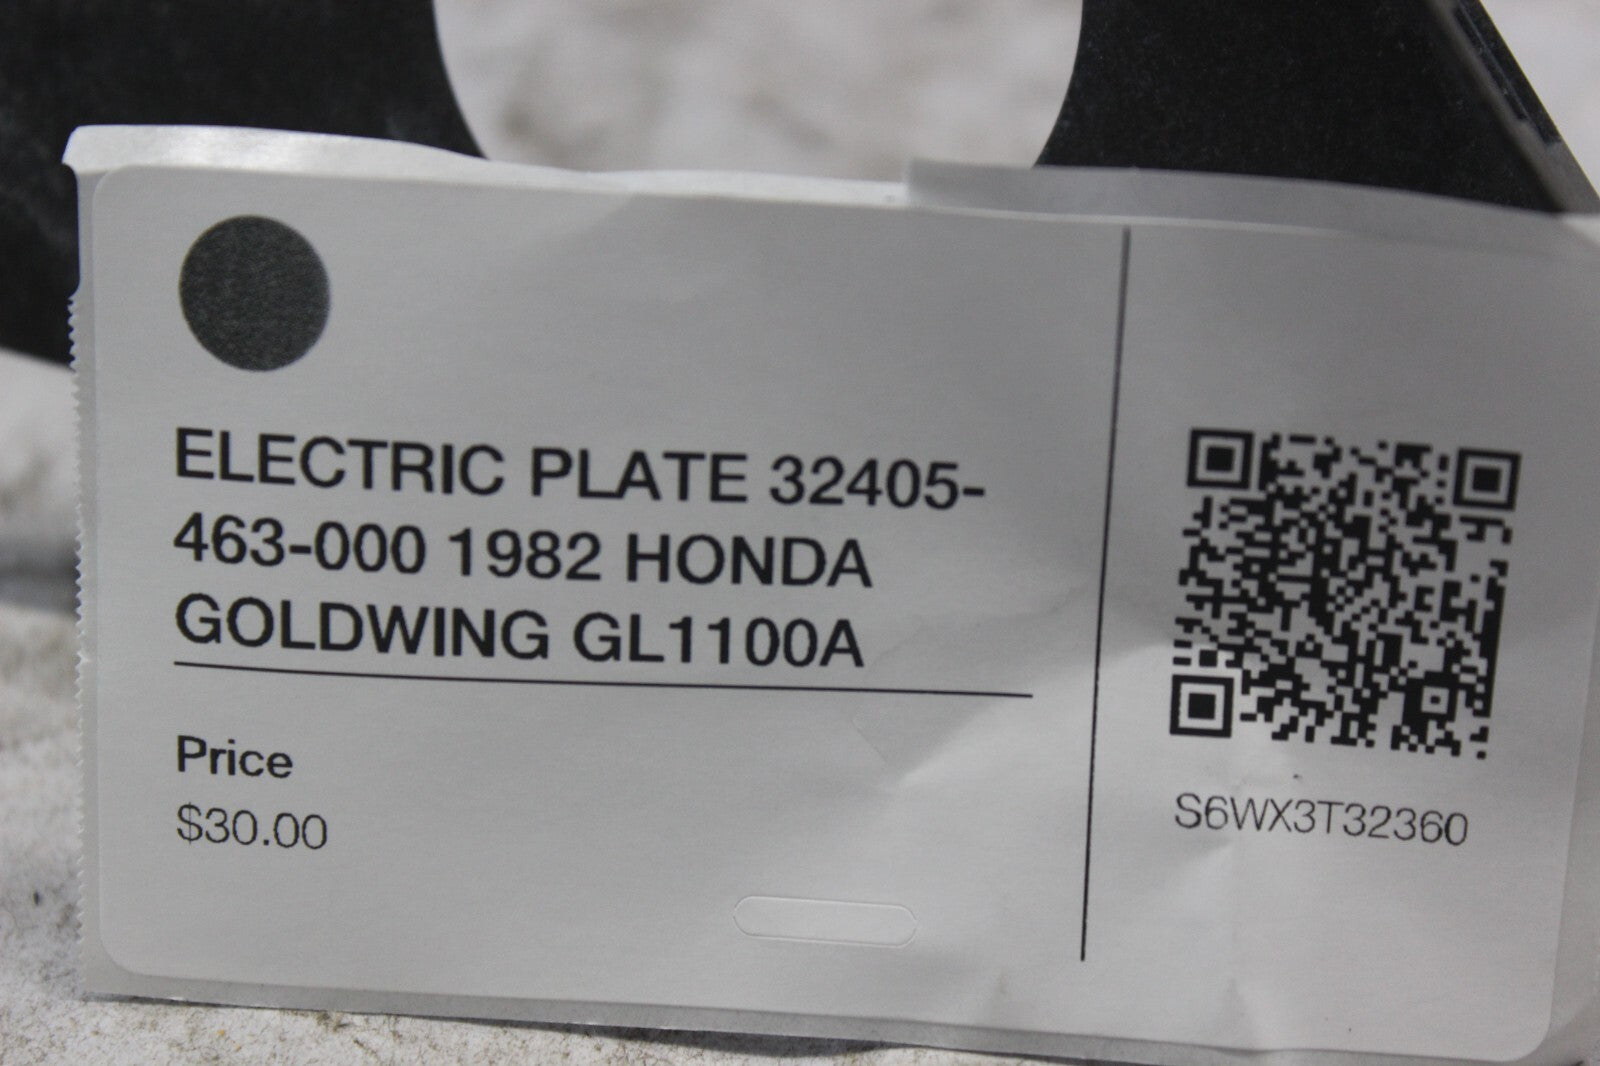 ELECTRIC PLATE 32405-
463-000 1982 HONDA
GOLDWING GL1100A
Price
$30.00
S6WX3T32360